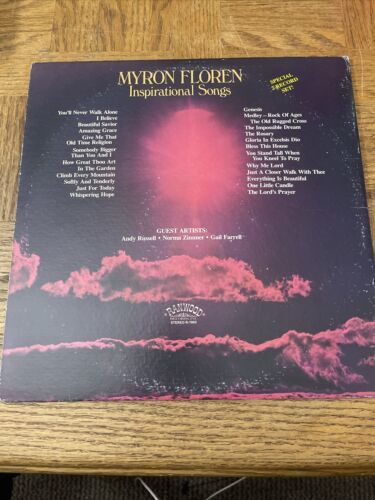 MYRON FLOREN
Inspirational Songs
SPECIAL
2-RECORD
SET!
You'll Never Walk Alone
I Believe
Beautiful Savior
Amazing Grace
Give Me That
Old Time Religion
Somebody Bigger
Than You And I
How Great Thou Art
In The Garden
Climb Every Mountain
Softly and Tenderly
Just For Today
Whispering Hope
Genesis
Medley—Rock Of Ages
The Old Rugged Cross
The Impossible Dream
The Rosary
Gloria In Excelsis Dio
Bless This House
You Stand Tall When
You Kneel To Pray
Why Me Lord
Just A Closer Walk With Thee
Everything Is Beautiful
One Little Candle
The Lord's Prayer
GUEST ARTISTS:
Andy Russell • Norma Zimmer • Gail Farrell
RANWOOD